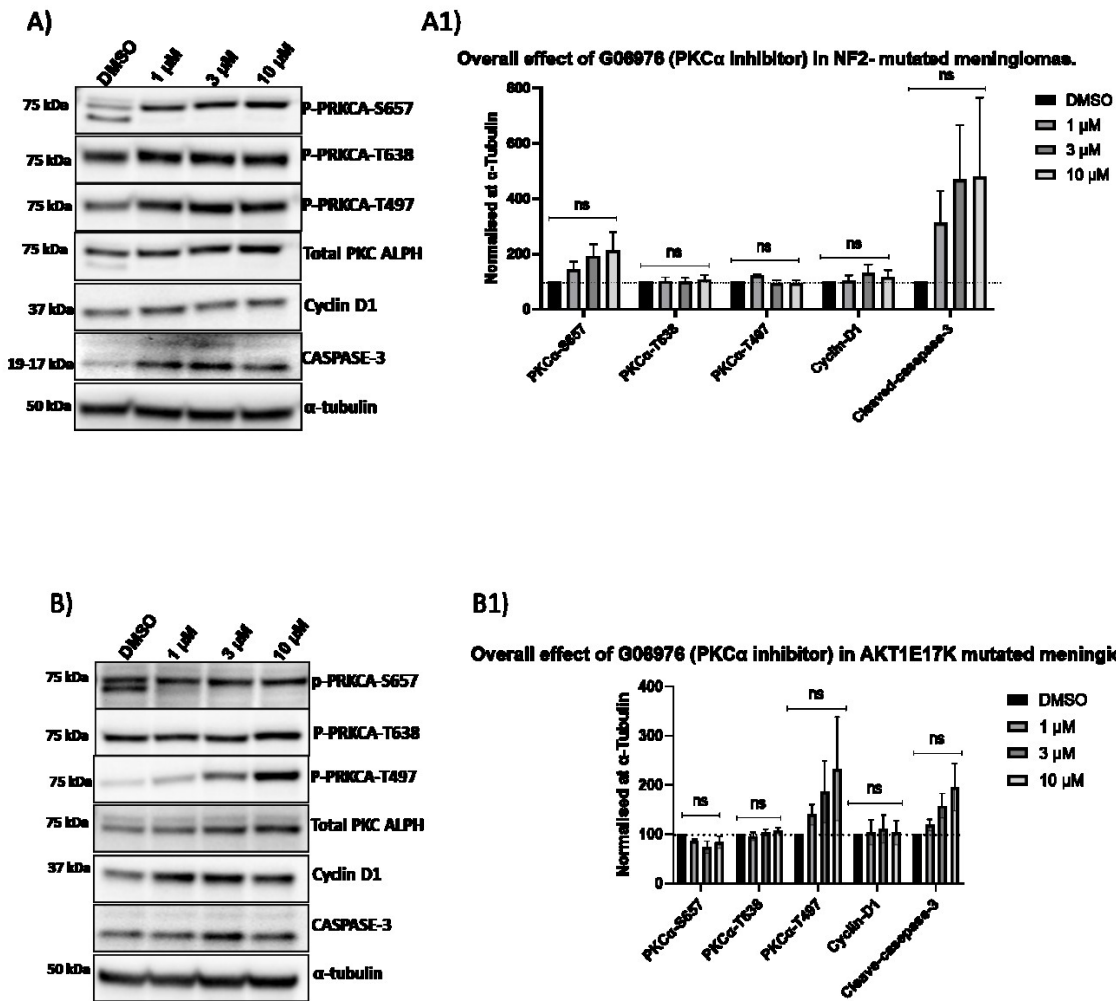 A)
DMSO
1 µM
3 µM
10 µM
75 kDa
P-PRKCA-S657
75 kDa
P-PRKCA-T638
75 kDa
P-PRKCA-T497
75 kDa
Total PKC ALPH
37 kDa
Cyclin D1
19-17 kDa
CASPASE-3
50 kDa
α-tubulin
A1)
Overall effect of G06976 (PKCα inhibitor) in NF2- mutated meningiomas.
Normalised at α-Tubulin
800
600
400
200
0
ns
ns
ns
ns
ns
PKCα-S657
PKCα-T638
PKCα-T497
Cyclin-D1
Cleaved-casepase-3
DMSO
1 µM
3 µM
10 µM
B)
DMSO
1 µM
3 µM
10 µM
75 kDa
p-PRKCA-S657
75 kDa
P-PRKCA-T638
75 kDa
P-PRKCA-T497
75 kDa
Total PKC ALPH
37 kDa
Cyclin D1
CASPASE-3
50 kDa
α-tubulin
B1)
Overall effect of G06976 (PKCα inhibitor) in AKT1E17K mutated meningio
Normalised at α-Tubulin
400
300
200
100
0
ns
ns
ns
ns
ns
PKCα-S657
PKCα-T638
PKCα-T497
Cyclin-D1
Cleave-casepase-3
DMSO
1 µM
3 µM
10 µM